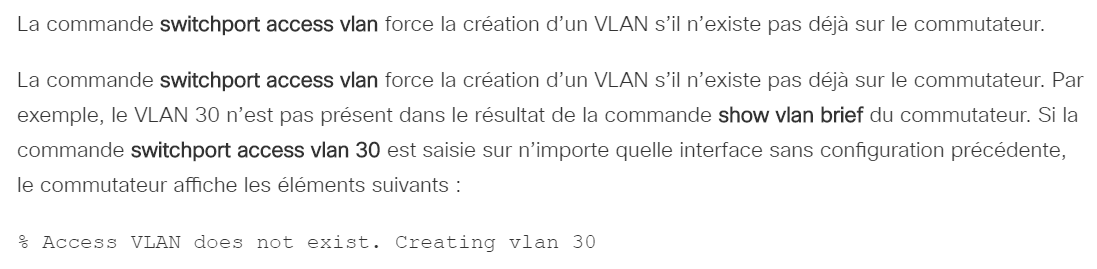 La commande switchport access vlan force la création d’un VLAN s’il n’existe pas déjà sur le commutateur.
La commande switchport access vlan force la création d’un VLAN s’il n’existe pas déjà sur le commutateur. Par
exemple, le VLAN 30 n’est pas présent dans le résultat de la commande show vlan brief du commutateur. Si la
commande switchport access vlan 30 est saisie sur n’importe quelle interface sans configuration précédente,
le commutateur affiche les éléments suivants :
% Access VLAN does not exist. Creating vlan 30